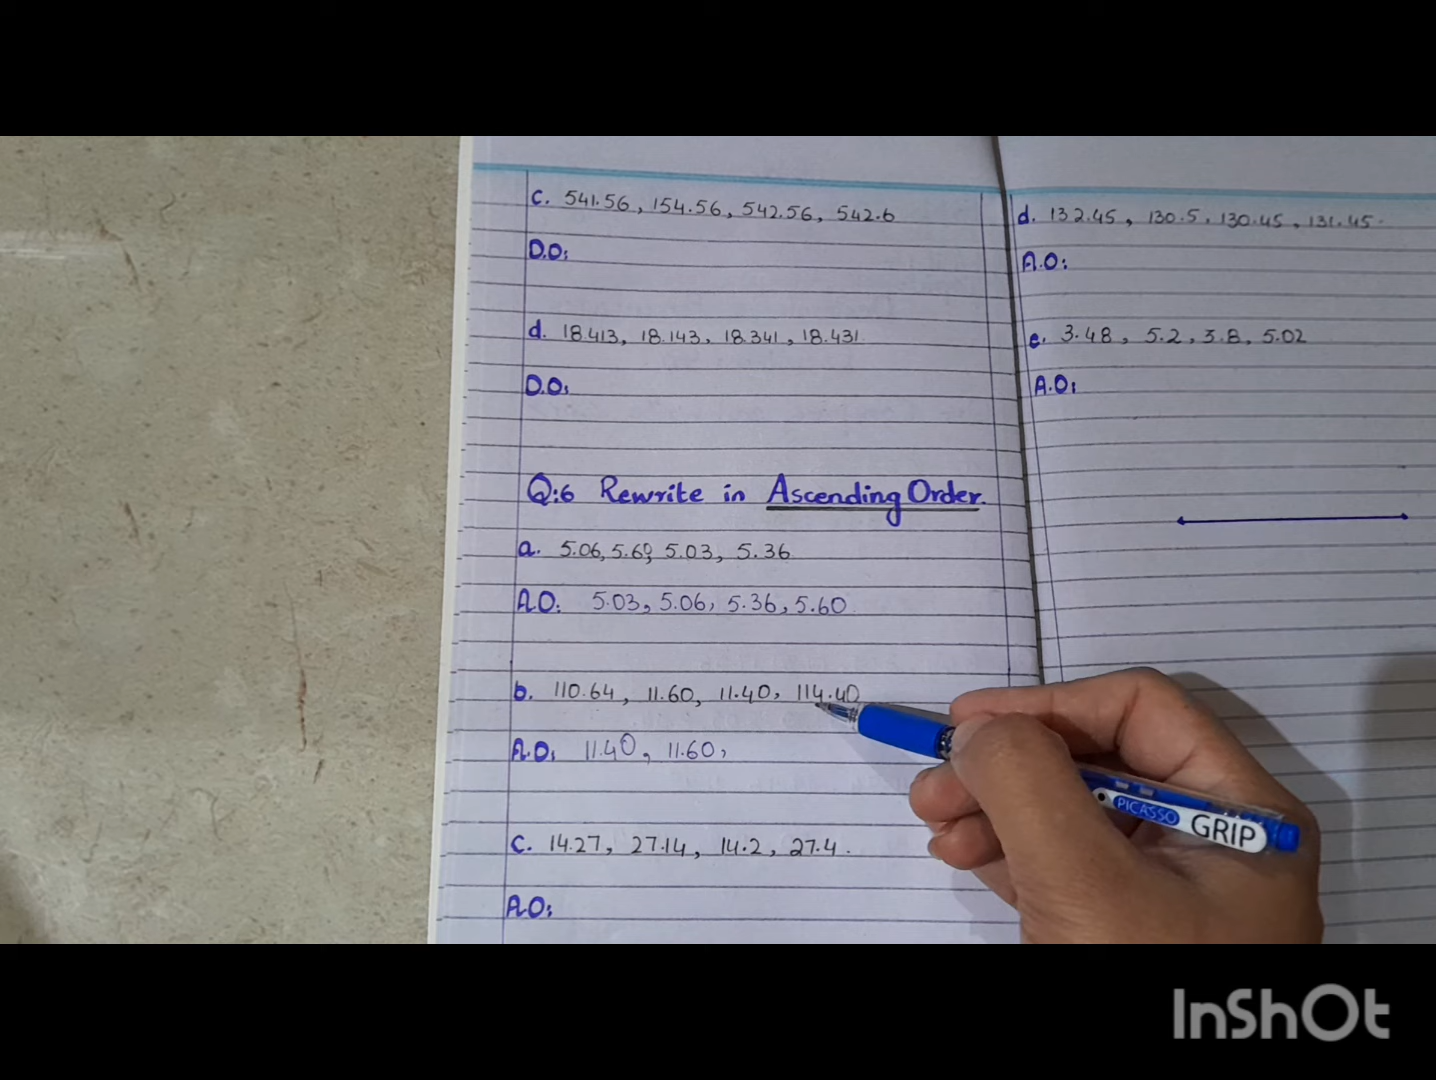 c. 541.56, 154.56, 542.56, 542.6
D.O:
d. 18.413, 18.143, 18.341, 18.431
D.O:
Q:6 Rewrite in Ascending Order.
a. 5.06, 5.60, 5.03, 5.36
A.O: 5.03, 5.06, 5.36, 5.60
b. 110.64, 11.60, 11.40, 114.40
A.O: 11.40, 11.60,
c. 14.27, 27.14, 14.2, 27.4.
A.O:
d. 132.45, 130.5, 130.45, 131.45.
A.O:
e. 3.48, 5.2, 3.8, 5.02
A.O:
PICASSO GRIP
InShOt